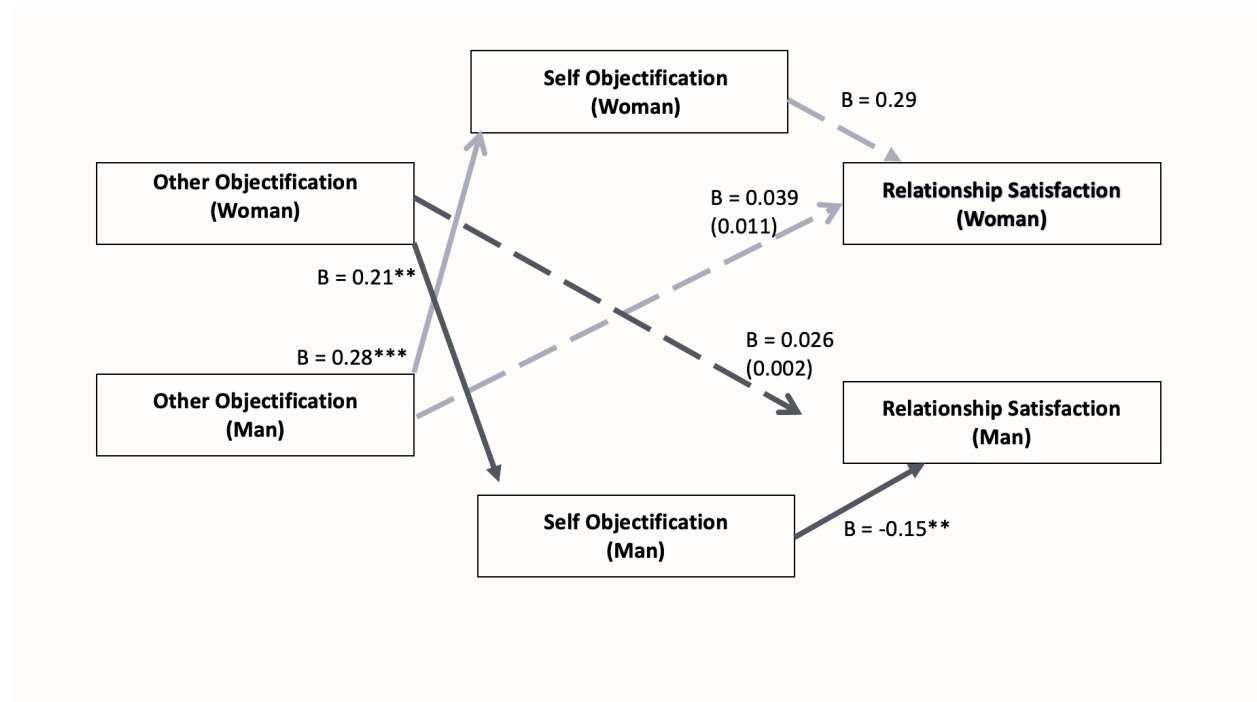 Self Objectification
(Woman)
B = 0.29
Other Objectification
(Woman)
B = 0.039
(0.011)
Relationship Satisfaction
(Woman)
B = 0.21**
B = 0.28***
B = 0.026
(0.002)
Other Objectification
(Man)
Relationship Satisfaction
(Man)
Self Objectification
(Man)
B = -0.15**